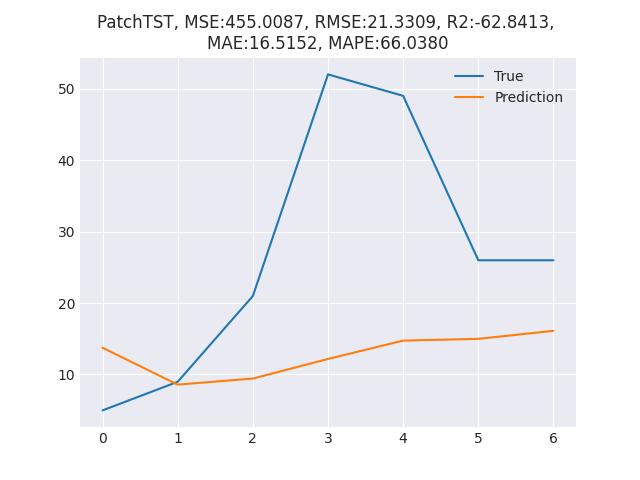 PatchTST, MSE:455.0087, RMSE:21.3309, R2:-62.8413,
MAE:16.5152, MAPE:66.0380
True
Prediction
50
40
30
20
10
0 1 2 3 4 5 6